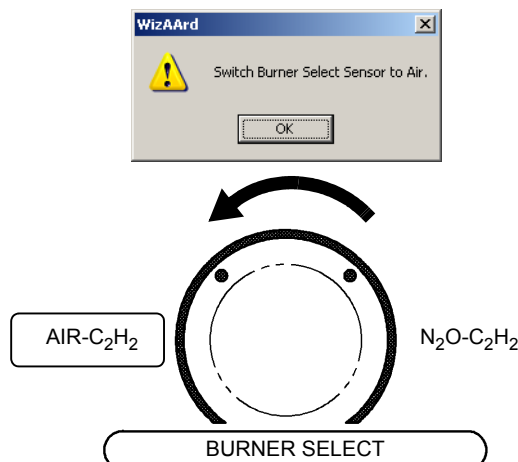 WizAArd
Switch Burner Select Sensor to Air.
OK
AIR-C₂H₂
N₂O-C₂H₂
BURNER SELECT